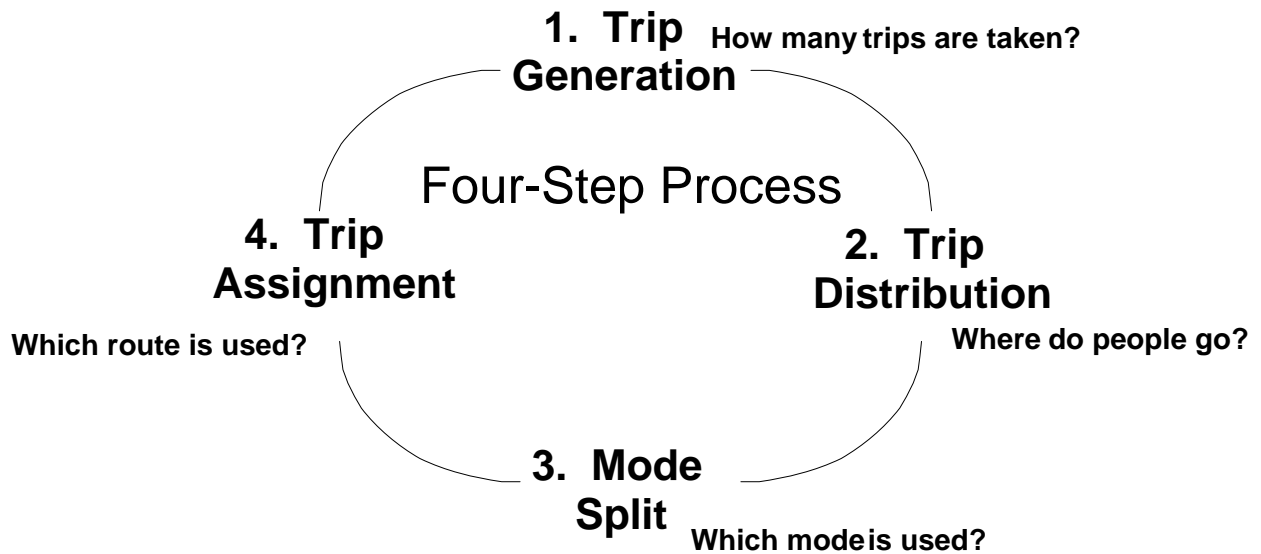 1. Trip
How many trips are taken?
Generation
Four-Step Process
4. Trip
Assignment
2. Trip
Distribution
Which route is used?
Where do people go?
3. Mode
Split
Which mode is used?